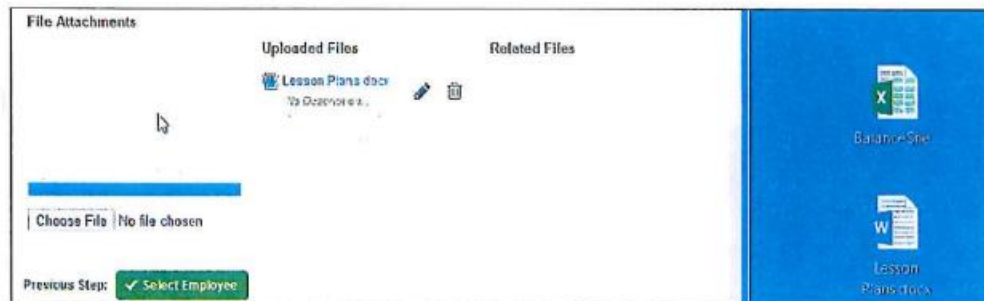 File Attachments
Uploaded Files
Related Files
Lesson Plans docx
Choose File No file chosen
Previous Step: ✓ Select Employee
Lesson
Plans.docx